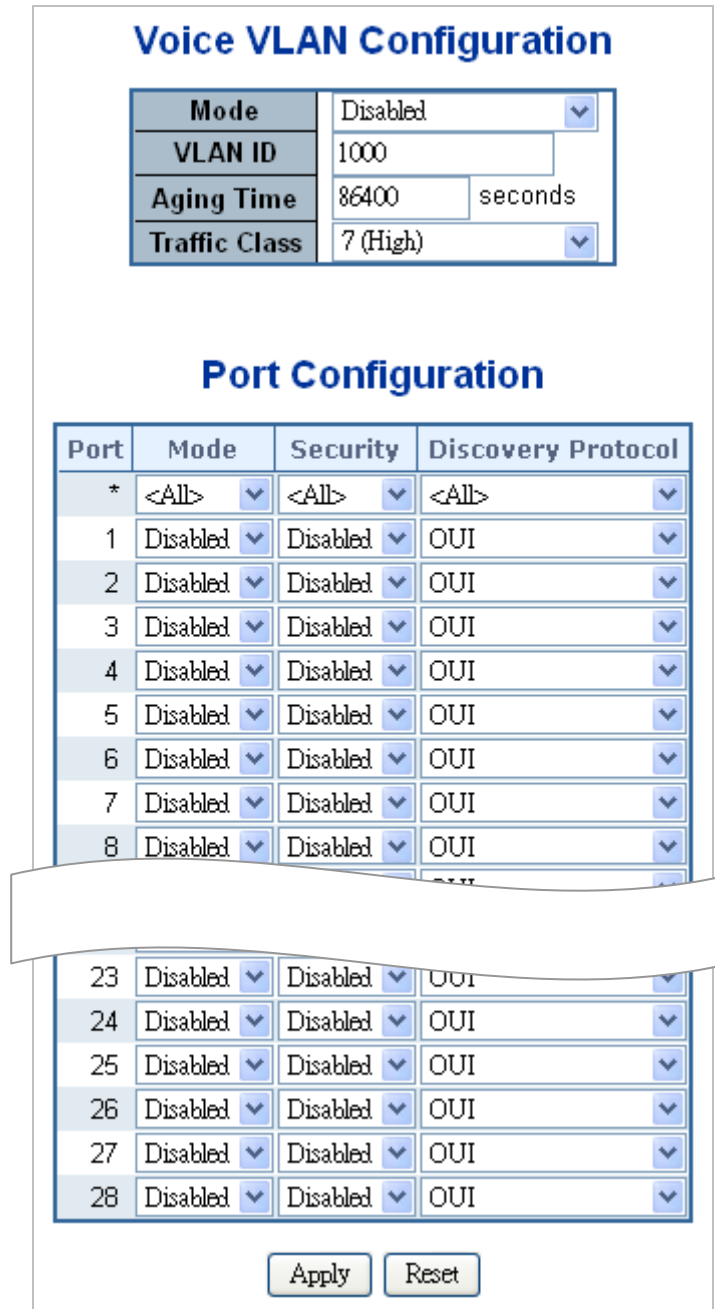 Voice VLAN Configuration
Mode Disabled
VLAN ID 1000
Aging Time 86400 seconds
Traffic Class 7 (High)
Port Configuration
Port Mode Security Discovery Protocol
* <All> <All> <All>
1 Disabled Disabled OUI
2 Disabled Disabled OUI
3 Disabled Disabled OUI
4 Disabled Disabled OUI
5 Disabled Disabled OUI
6 Disabled Disabled OUI
7 Disabled Disabled OUI
8 Disabled Disabled OUI
23 Disabled Disabled OUI
24 Disabled Disabled OUI
25 Disabled Disabled OUI
26 Disabled Disabled OUI
27 Disabled Disabled OUI
28 Disabled Disabled OUI
Apply Reset